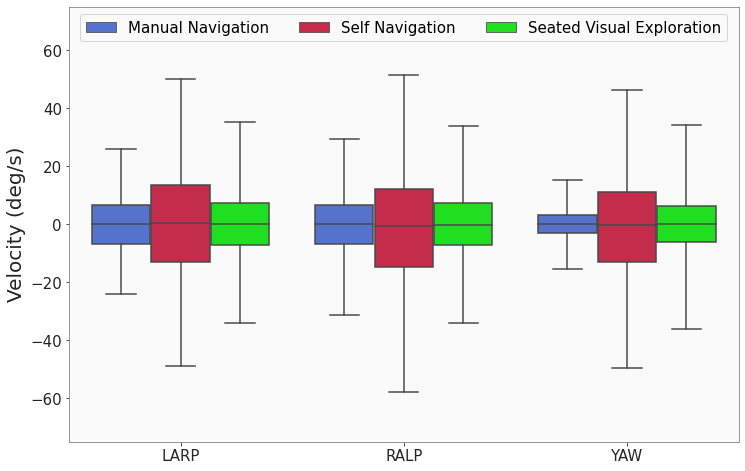 Manual Navigation Self Navigation Seated Visual Exploration
Velocity (deg/s)
60
40
20
0
−20
−40
−60
LARP RALP YAW